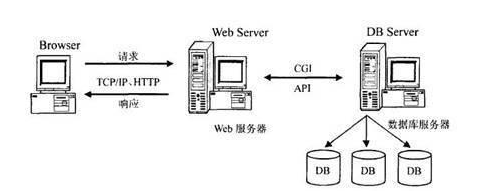 Browser
请求
TCP/IP、HTTP
响应
Web Server
Web 服务器
CGI
API
DB Server
数据库服务器
DB
DB
DB